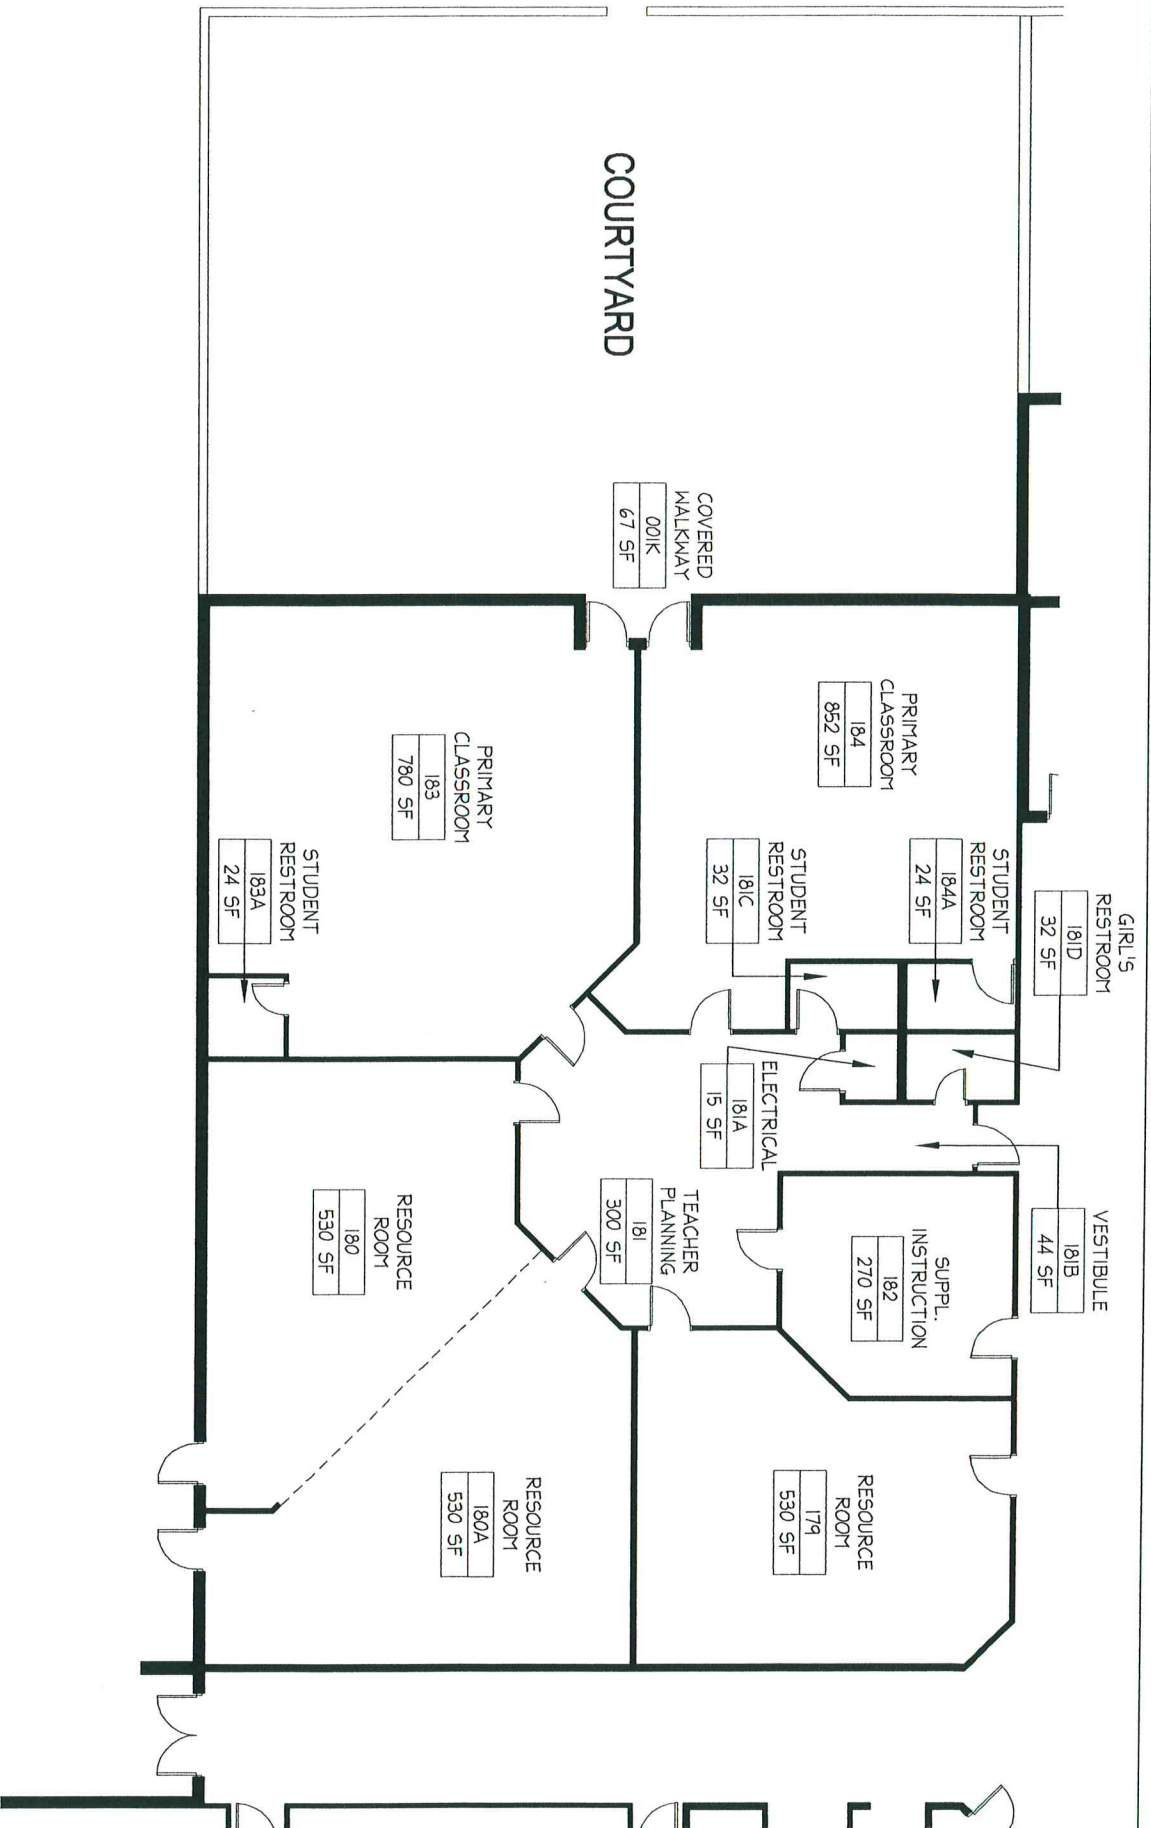 COURTYARD
COVERED
WALKWAY
001K
67 SF
PRIMARY
CLASSROOM
184
852 SF
PRIMARY
CLASSROOM
183
780 SF
STUDENT
RESTROOM
184A
24 SF
STUDENT
RESTROOM
181C
32 SF
STUDENT
RESTROOM
183A
24 SF
GIRL'S
RESTROOM
181D
32 SF
ELECTRICAL
181A
15 SF
VESTIBULE
181B
44 SF
TEACHER
PLANNING
181
300 SF
SUPPL.
INSTRUCTION
182
270 SF
RESOURCE
ROOM
180
530 SF
RESOURCE
ROOM
180A
530 SF
RESOURCE
ROOM
179
530 SF